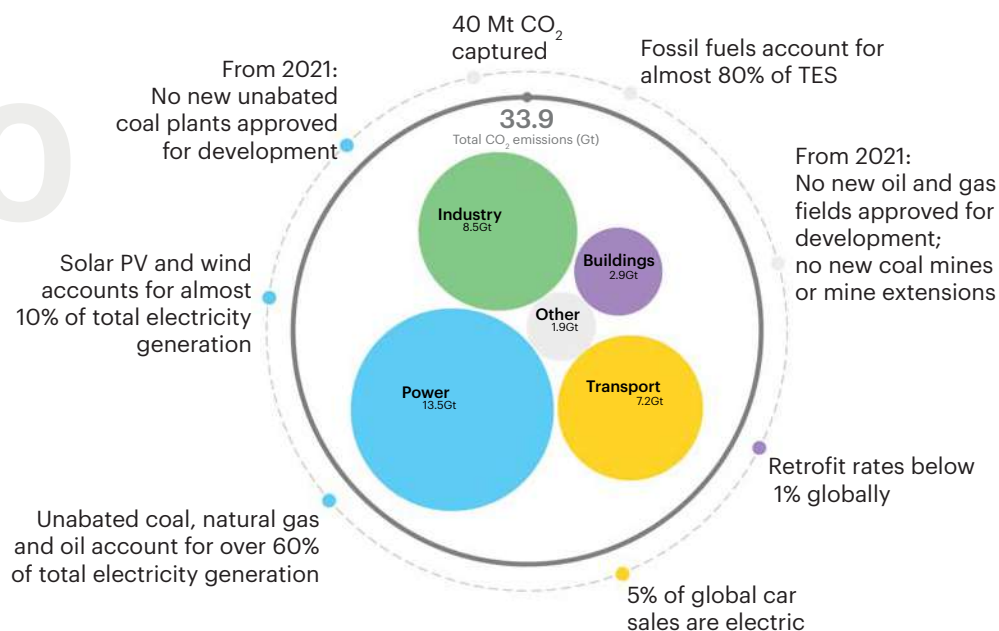 40 Mt CO₂
captured
Fossil fuels account for
almost 80% of TES
From 2021:
No new unabated
coal plants approved
for development
0
33.9
Total CO₂ emissions (Gt)
From 2021:
No new oil and gas
fields approved for
development;
no new coal mines
or mine extensions
Industry
8.5Gt
Buildings
2.9Gt
Solar PV and wind
accounts for almost
10% of total electricity
generation
Other
1.9Gt
Power
13.5Gt
Transport
7.2Gt
Retrofit rates below
1% globally
Unabated coal, natural gas
and oil account for over 60%
of total electricity generation
5% of global car
sales are electric